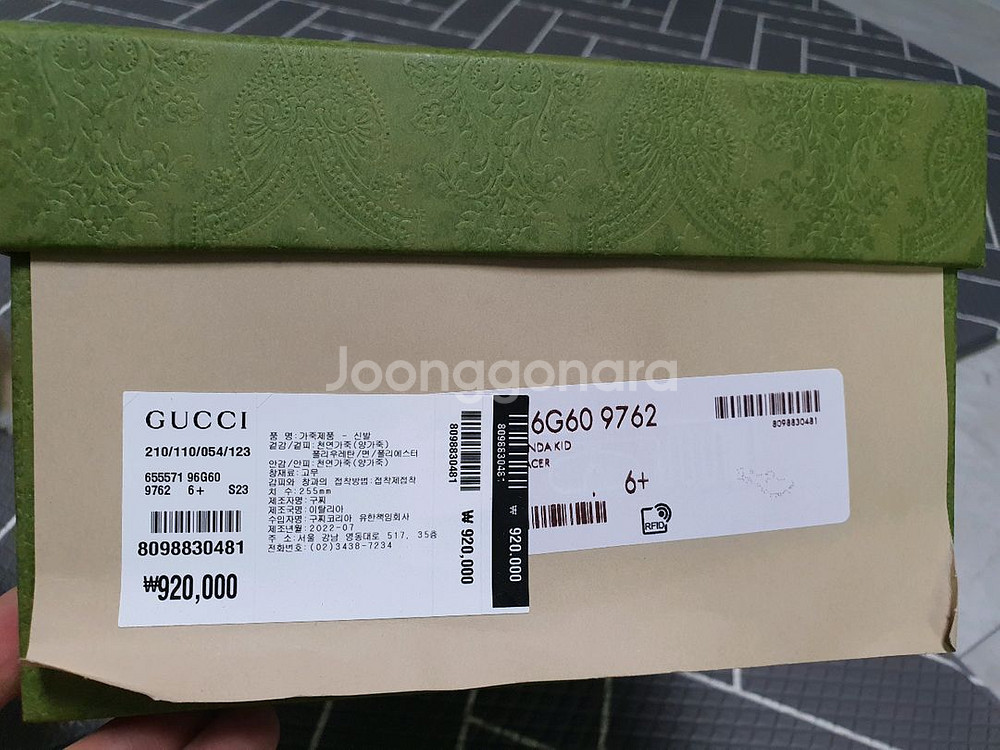 Joonggonara
GUCCI
210/110/054/123
655571 96G60
9762 6+ S23
8098830481
₩920,000
품 명:가죽제품 - 신발
겉감/겉피:천연가죽(양가죽)
폴리우레탄/면/폴리에스터
안감/안피:천연가죽(양가죽)
창재료:고무
갑피와 창과의 접착방법:접착제접착
치 수:255mm
제조자명:구찌
제조국명:이탈리아
수입자명:구찌코리아 유한책임회사
제조년월:2022-07
주 소:서울 강남 영동대로 517, 35층
전화번호:(02)3438-7234
8098830481
₩ 920,000
8098830481
₩ 920,000
6G60 9762
NDA KID
ACER
6+
8098830481
RFID